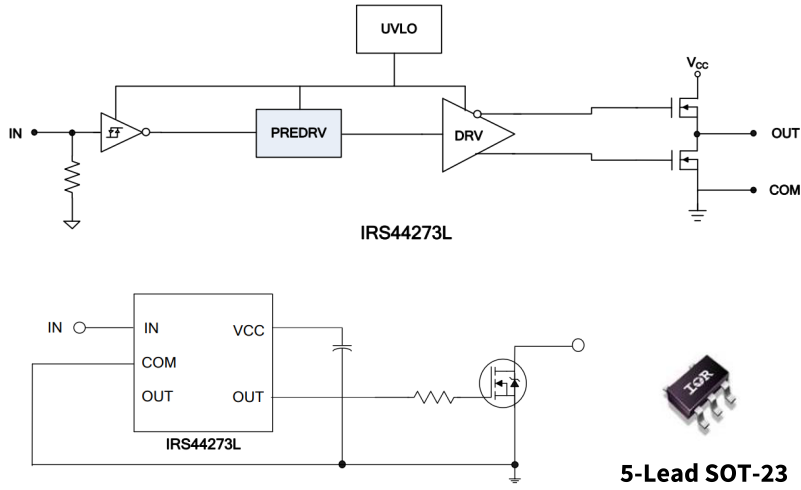 UVLO
VCC
IN
PREDRV
DRV
OUT
COM
IRS44273L
IN
IN
VCC
COM
OUT
OUT
IRS44273L
IOR
5-Lead SOT-23